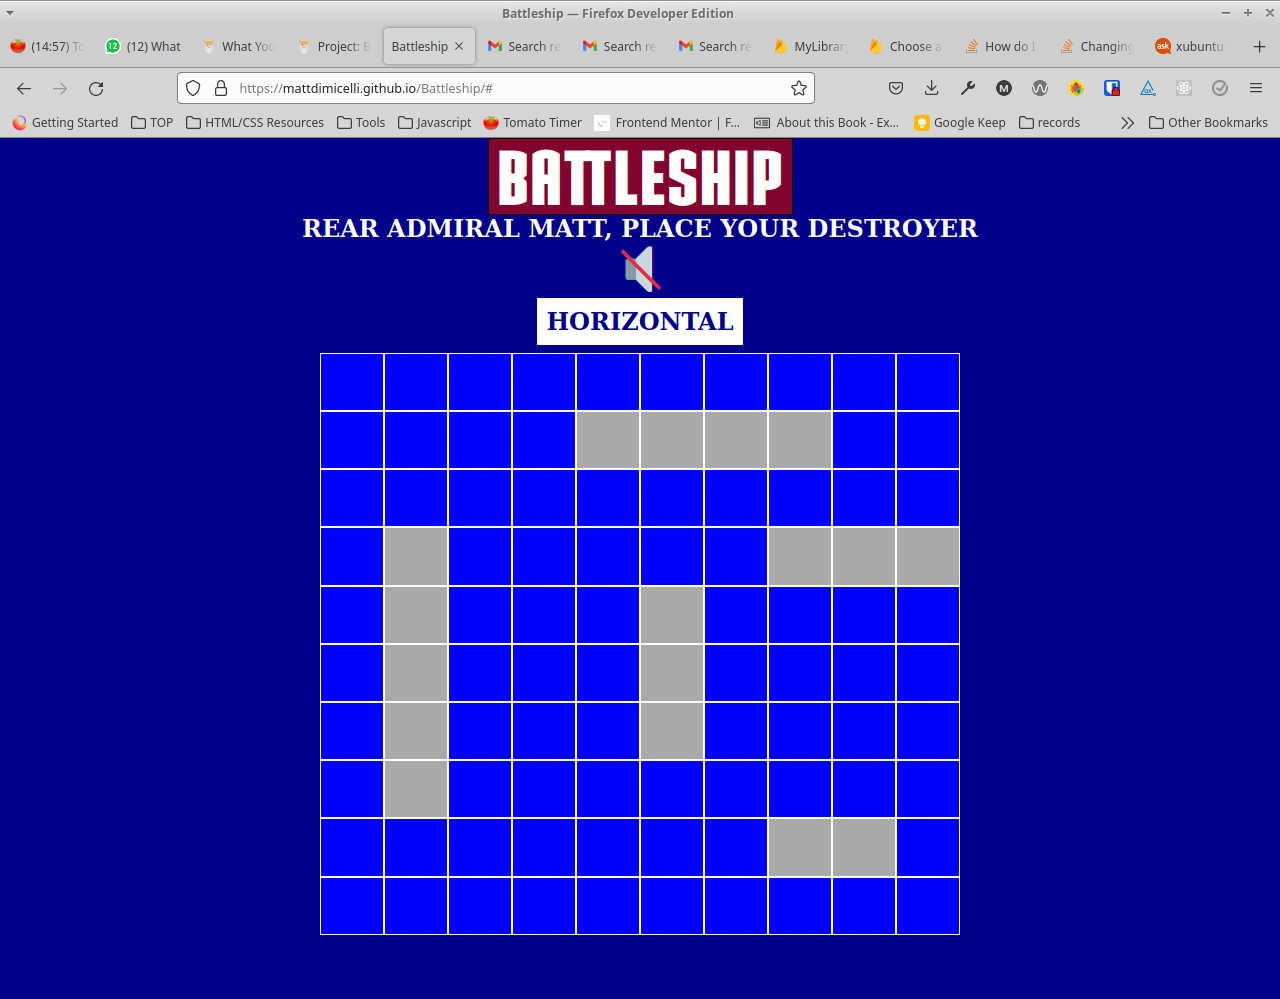 Battleship — Firefox Developer Edition
(14:57) To
12 (12) What
What You
Project: B
Battleship
Search re
Search re
Search re
MyLibrar
Choose a
How do I
Changing
ask xubuntu
https://mattdimicelli.github.io/Battleship/#
Getting Started
TOP
HTML/CSS Resources
Tools
Javascript
Tomato Timer
Frontend Mentor | F...
About this Book - Ex...
Google Keep
records
Other Bookmarks
BATTLESHIP
REAR ADMIRAL MATT, PLACE YOUR DESTROYER
HORIZONTAL